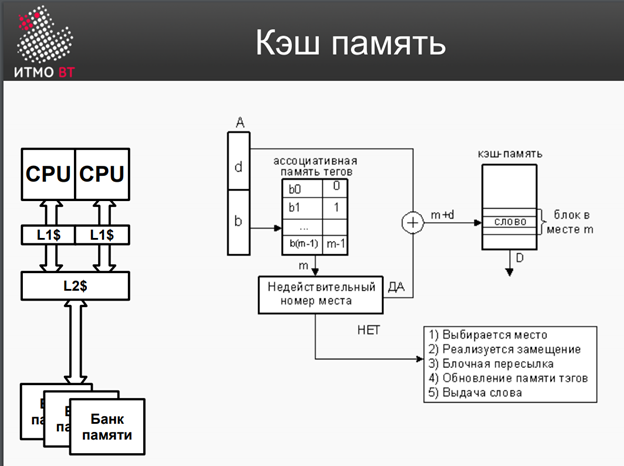 Кэш память
ИТМО ВТ
CPU CPU
L1$ L1$
L2$
Банк
памяти
A
d
b
ассоциативная
память тегов
b0 0
b1 1
...
b(m-1) m-1
m
Недействительный
номер места
ДА
НЕТ
+
m+d
кэш-память
слово
блок в
месте m
D
1) Выбирается место
2) Реализуется замещение
3) Блочная пересылка
4) Обновление памяти тэгов
5) Выдача слова